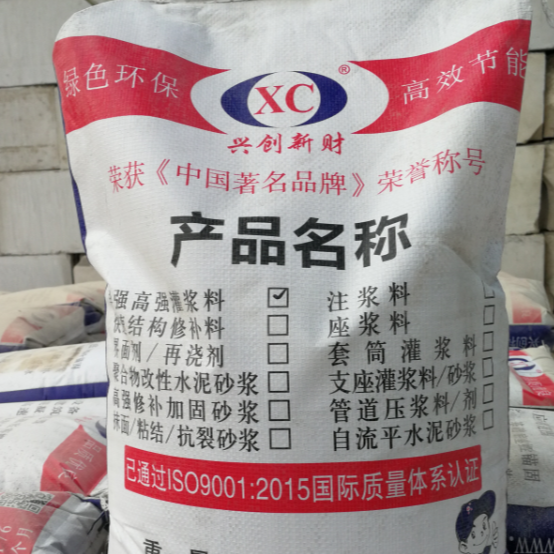 绿色环保
XC
®
高效节能
兴创新财
荣获《中国著名品牌》荣誉称号
产品名称
强高强灌浆料 ☑
注浆料 □
结构修补料 □
座浆料 □
界面剂/再浇剂 □
套筒灌浆料 □
聚合物改性水泥砂浆 □
支座灌浆料/砂浆 □
高强修补加固砂浆 □
管道压浆料/剂 □
面/粘结/抗裂砂浆 □
自流平水泥砂浆 □
已通过ISO9001:2015国际质量体系认证
WWW